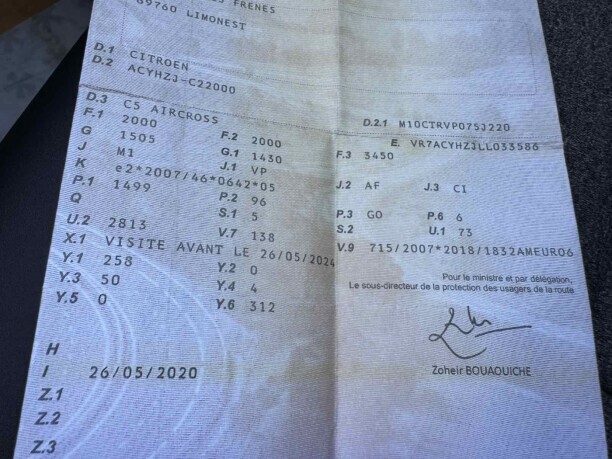 FRENES
69760 LIMONEST
D.1 CITROEN
D.2 ACYHZJ-C22000
D.2.1 M10CTRVP075J220
D.3 C5 AIRCROSS
E. VR7ACYHZJLL033586
F.1 2000 F.2 2000 F.3 3450
G 1505 G.1 1430
J M1 J.1 VP J.2 AF J.3 CI
K e2*2007/46*0642*05
P.1 1499 P.2 96 P.3 GO P.6 6
Q S.1 5 S.2 U.1 73
U.2 2813 V.7 138 V.9 715/2007*2018/1832AMEURO6
X.1 VISITE AVANT LE 26/05/2024
Y.1 258 Y.2 0
Y.3 50 Y.4 4
Y.5 0 Y.6 312
Pour le ministre et par délégation,
Le sous-directeur de la protection des usagers de la route
Zoheir BOUAOUICHE
H
I 26/05/2020
Z.1
Z.2
Z.3